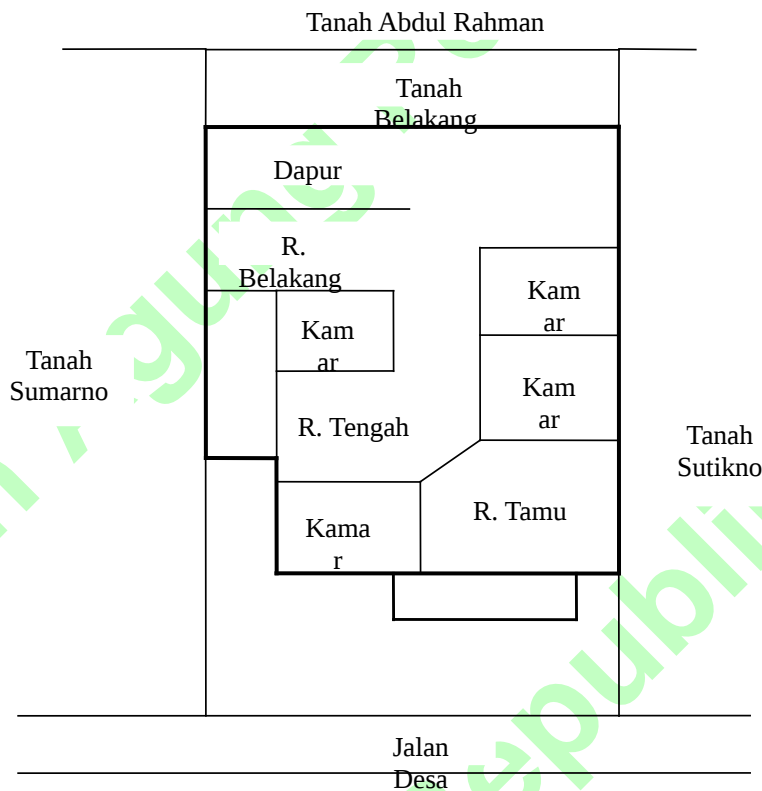 Tanah Abdul Rahman
Tanah
Belakang
Dapur
R.
Belakang
Kam
ar
Kam
ar
Tanah
Sumarno
Kam
ar
R. Tengah
Tanah
Sutikno
R. Tamu
Kama
r
Jalan
Desa